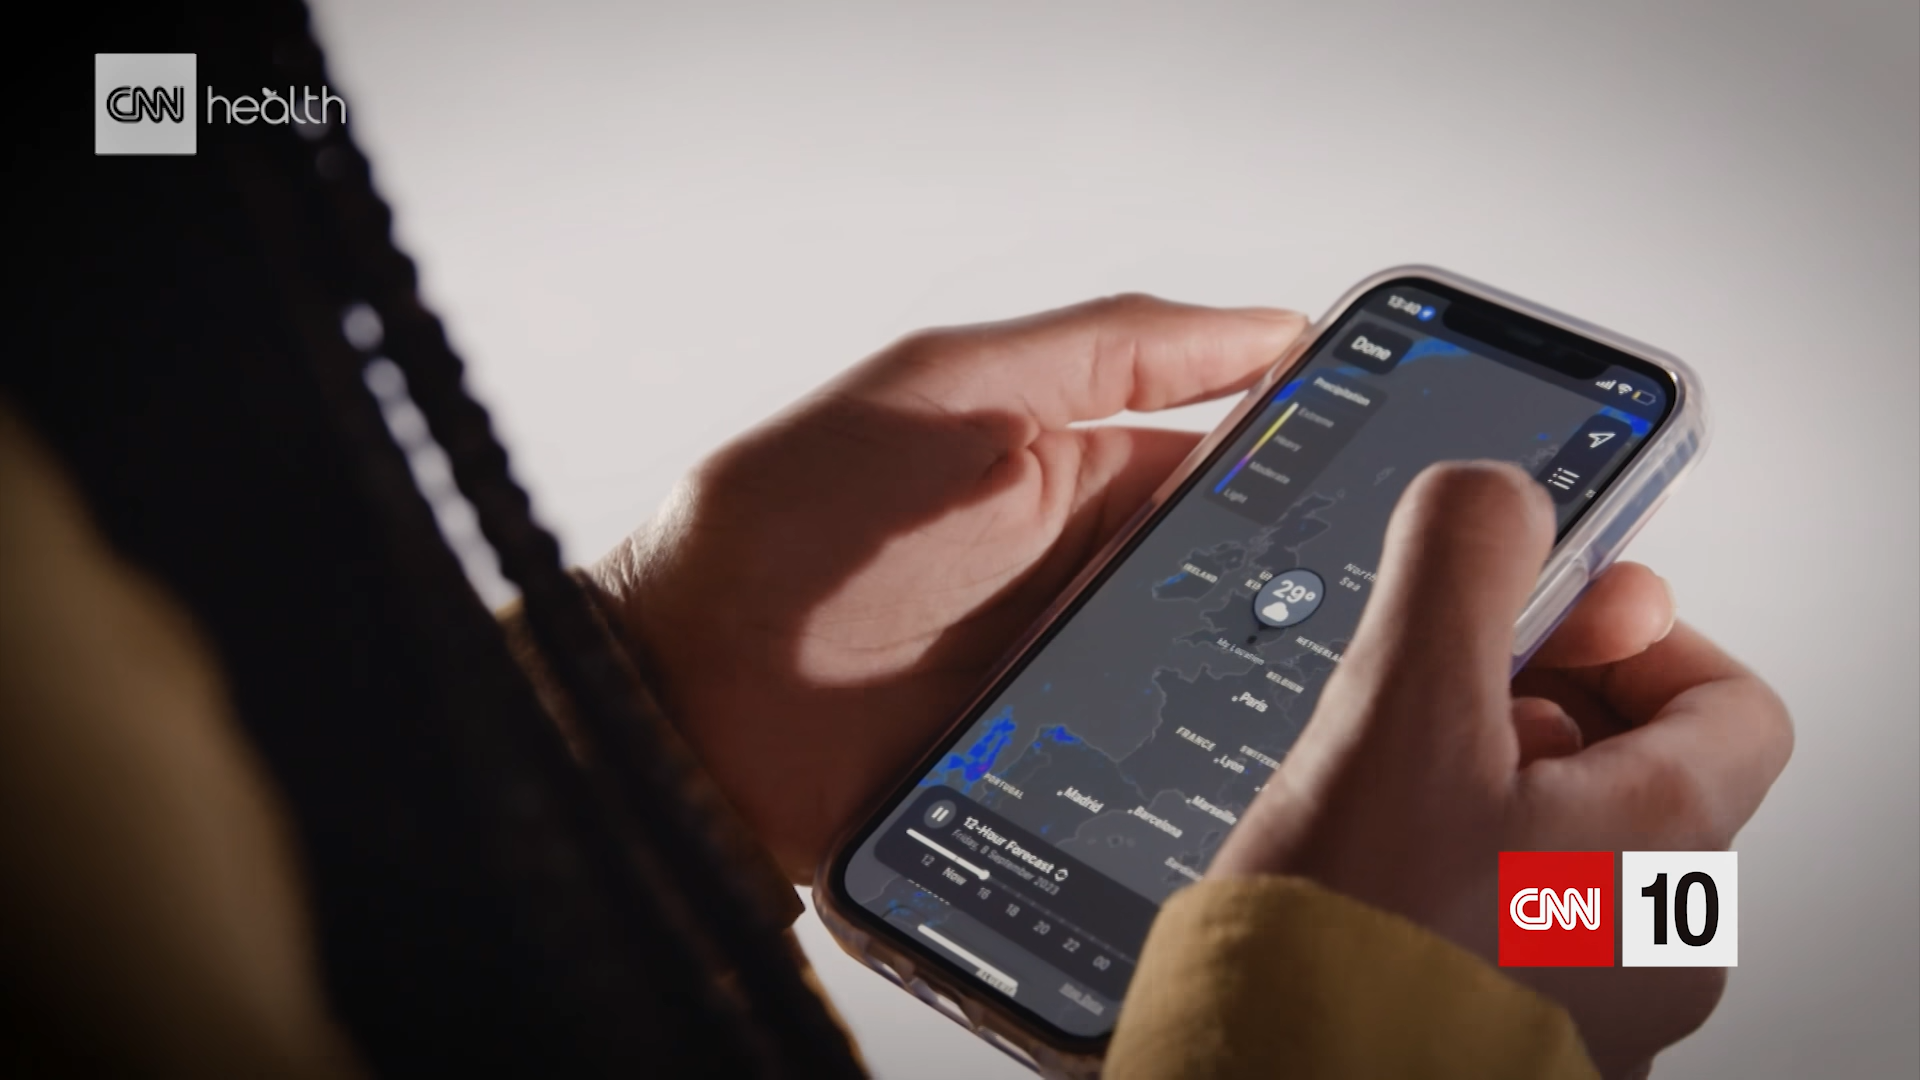 CNN health
13:40
Done
Precipitation
Extreme
Heavy
Moderate
Light
North
Sea
IRELAND
29°
My Location
NETHERLA
BELGIUM
Paris
FRANCE
Lyon
SWITZER
PORTUGAL
Madrid
Barcelona
Marseille
12-Hour Forecast
Friday, 8 September 2023
12 Now 16 18 20 22 00
CNN 10